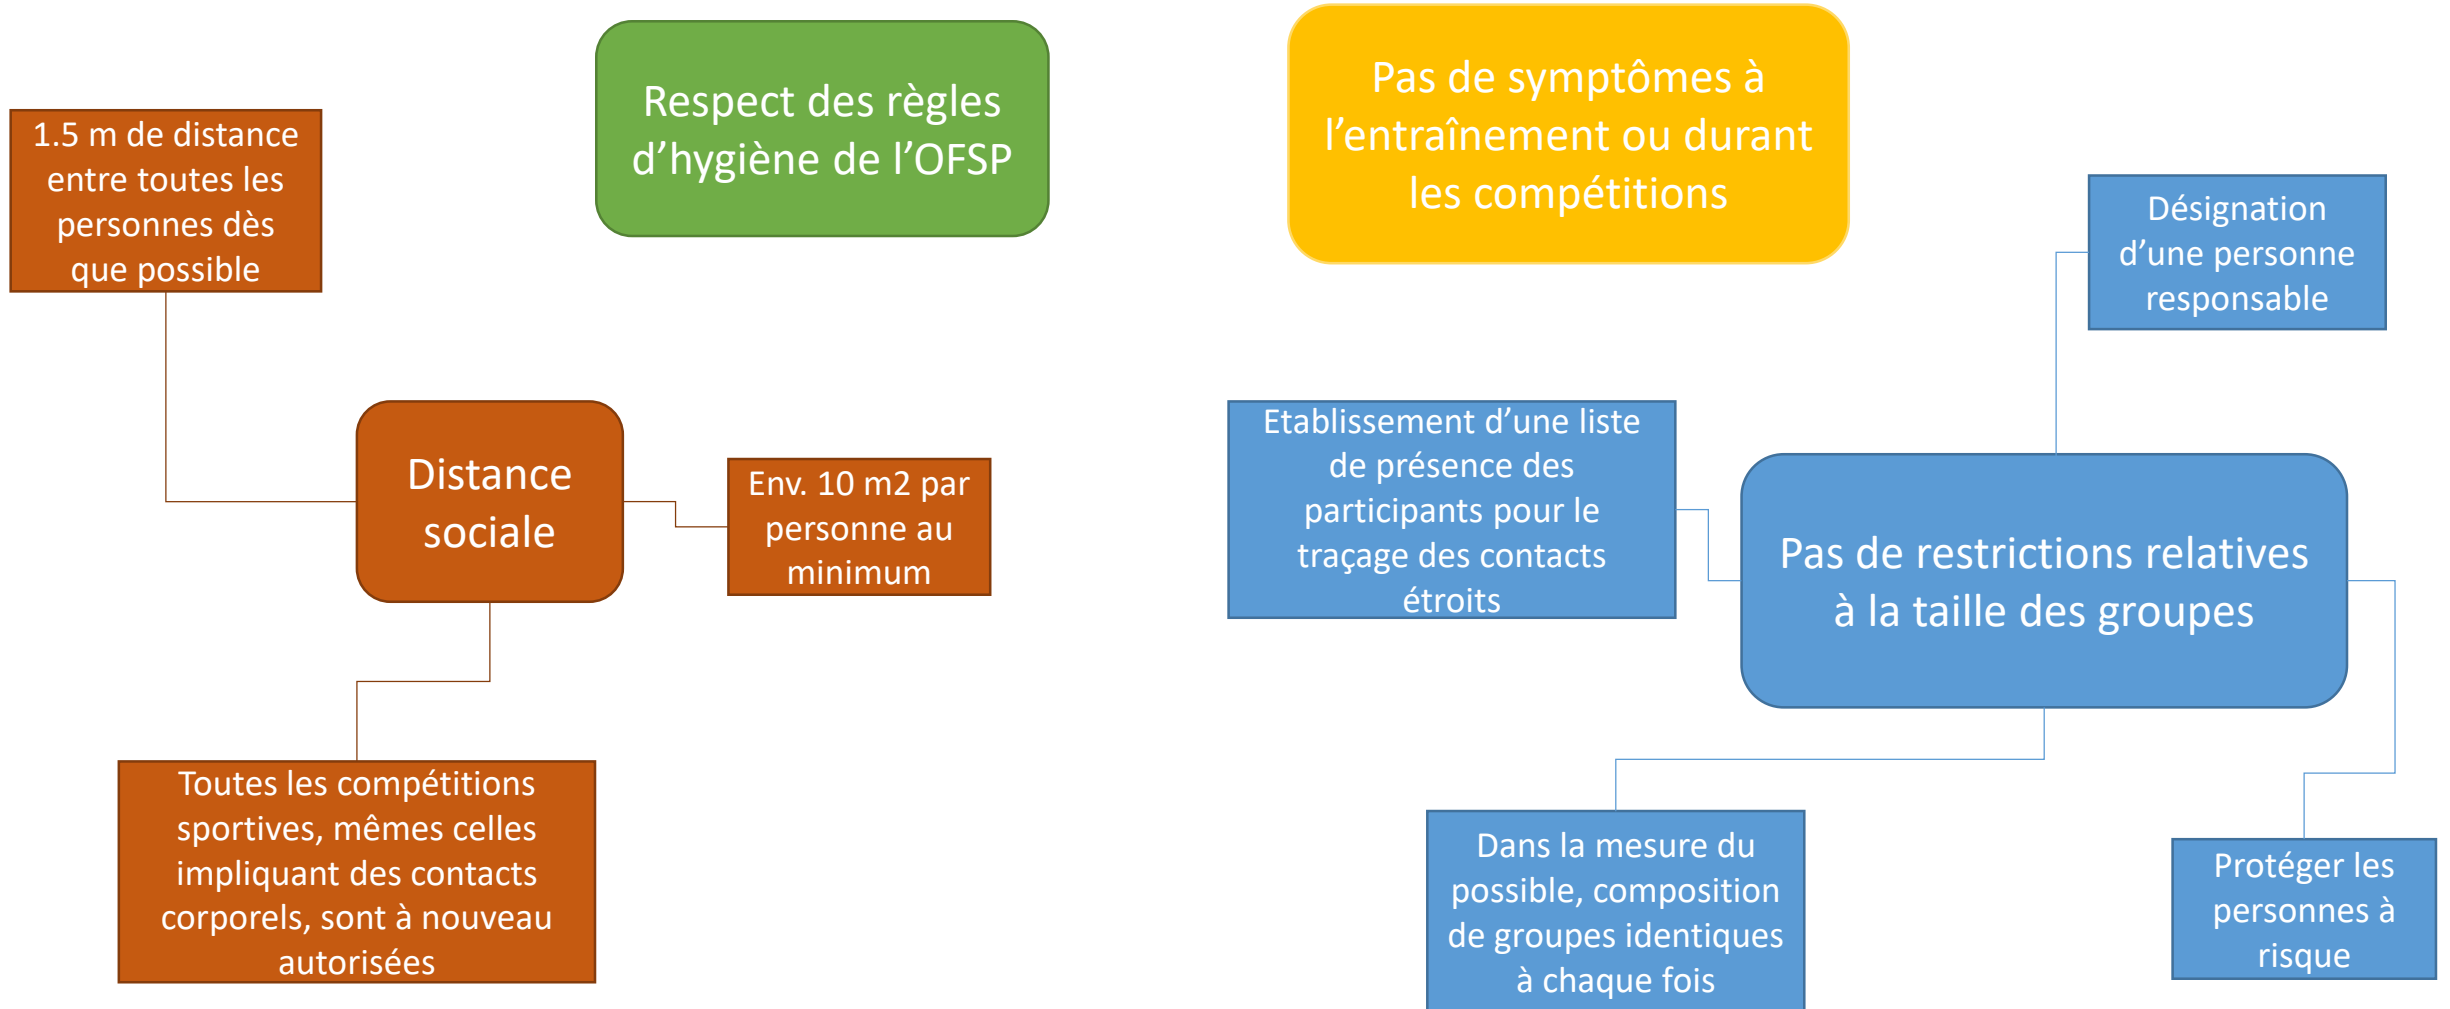 Respect des règles
d’hygiène de l’OFSP
Pas de symptômes à
l’entraînement ou durant
les compétitions
1.5 m de distance
entre toutes les
personnes dès
que possible
Désignation
d’une personne
responsable
Distance
sociale
Env. 10 m2 par
personne au
minimum
Etablissement d’une liste
de présence des
participants pour le
traçage des contacts
étroits
Pas de restrictions relatives
à la taille des groupes
Toutes les compétitions
sportives, mêmes celles
impliquant des contacts
corporels, sont à nouveau
autorisées
Dans la mesure du
possible, composition
de groupes identiques
à chaque fois
Protéger les
personnes à
risque